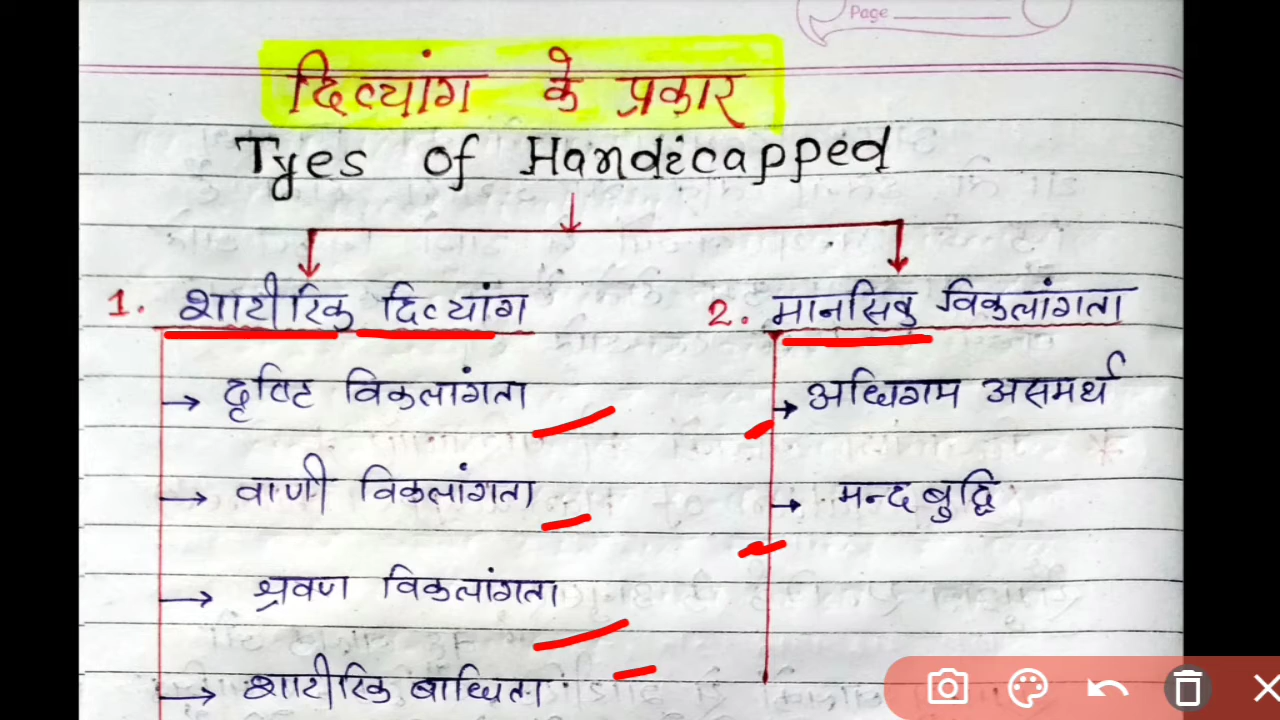 Page
दिव्यांग के प्रकार
Tyes of Handicapped
1. शारीरिक दिव्यांग
2. मानसिक विकलांगता
→ दृष्टि विकलांगता
→ अधिगम असमर्थ
→ वाणी विकलांगता
→ मन्द बुद्धि
→ श्रवण विकलांगता
→ शारीरिक बाधिता